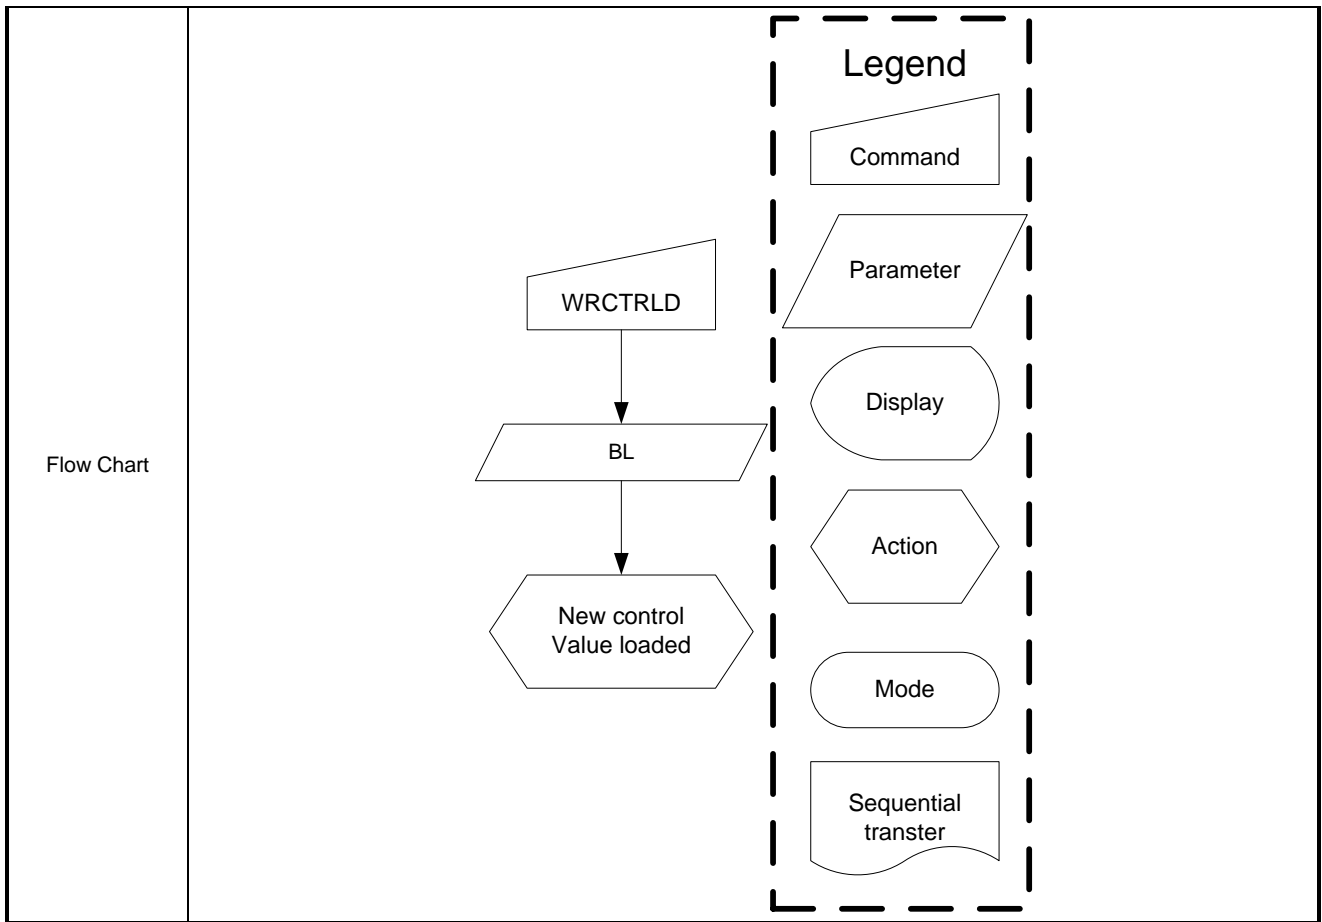 Flow Chart
WRCTRLD
BL
New control
Value loaded
Legend
Command
Parameter
Display
Action
Mode
Sequential
transter